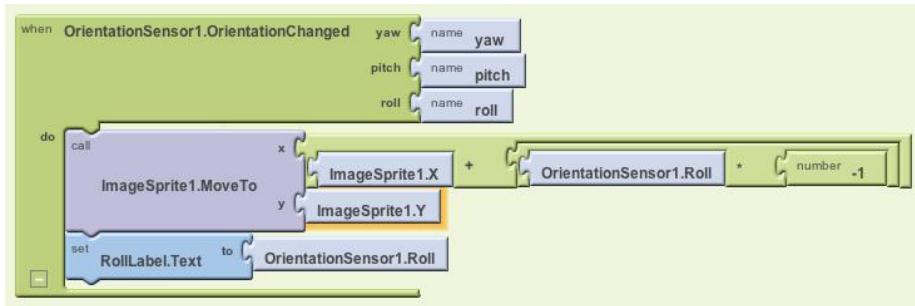 when OrientationSensor1.OrientationChanged yaw name yaw
pitch name pitch
roll name roll
do call ImageSprite1.MoveTo x ImageSprite1.X + OrientationSensor1.Roll * number -1
y ImageSprite1.Y
set RollLabel.Text to OrientationSensor1.Roll